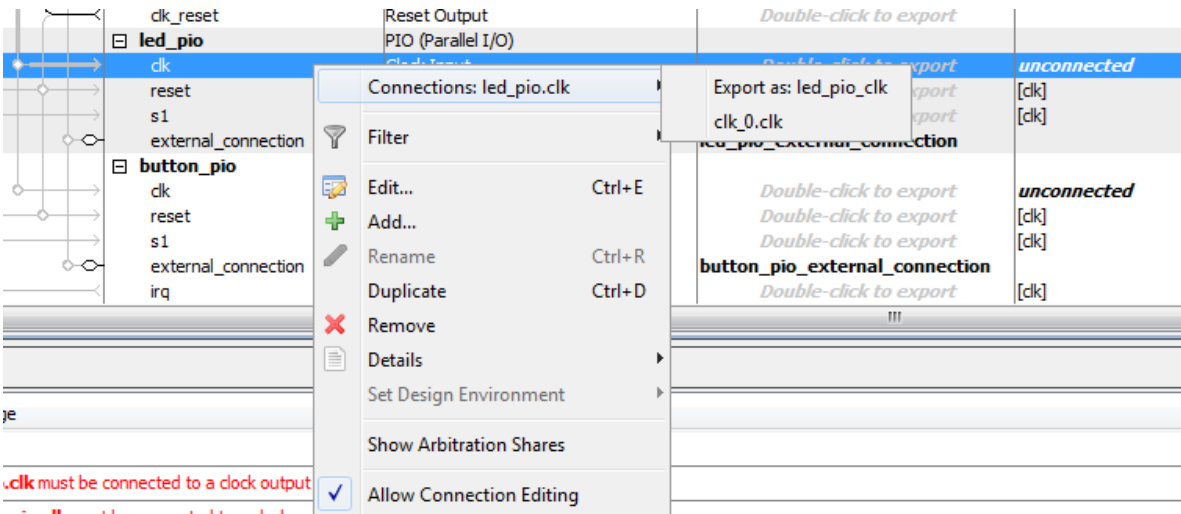 clk_reset Reset Output Double-click to export
led_pio PIO (Parallel I/O)
clk unconnected
Connections: led_pio.clk
Export as: led_pio_clk
reset [clk]
clk_0.clk
s1 [clk]
external_connection
Filter
button_pio
Edit... Ctrl+E
clk Double-click to export unconnected
Add...
reset Double-click to export [clk]
s1 Double-click to export [clk]
Rename Ctrl+R
external_connection button_pio_external_connection
Duplicate Ctrl+D
irq Double-click to export [clk]
Remove
Details
Set Design Environment
Show Arbitration Shares
.clk must be connected to a clock output
Allow Connection Editing